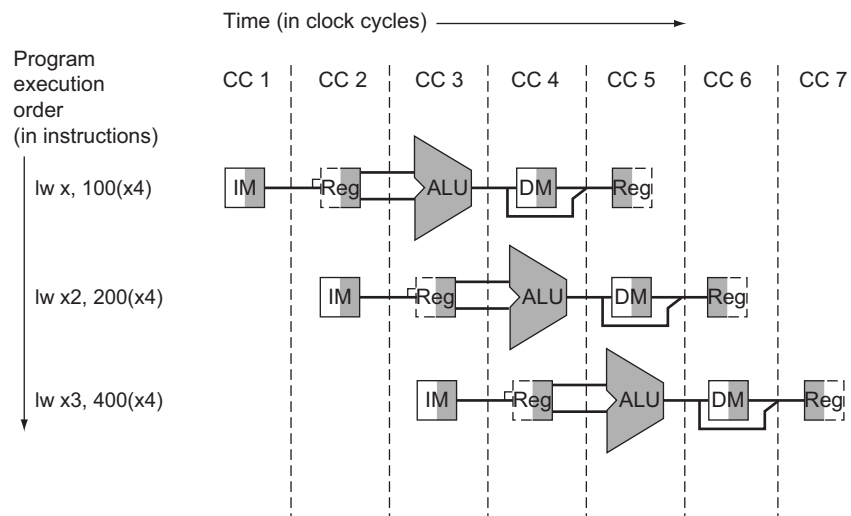 Time (in clock cycles)
Program
execution
order
(in instructions)
CC 1 CC 2 CC 3 CC 4 CC 5 CC 6 CC 7
lw x, 100(x4) IM Reg ALU DM Reg
lw x2, 200(x4) IM Reg ALU DM Reg
lw x3, 400(x4) IM Reg ALU DM Reg